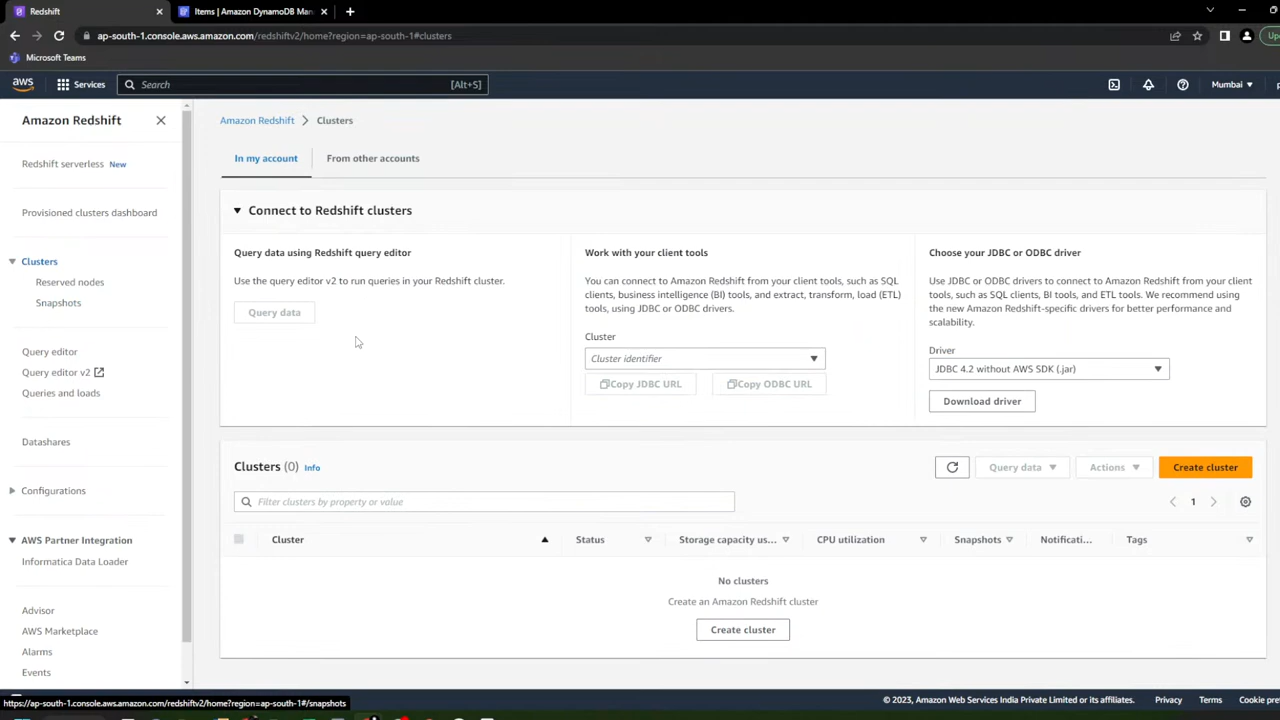 Redshift
Items | Amazon DynamoDB Man
ap-south-1.console.aws.amazon.com/redshiftv2/home?region=ap-south-1#clusters
Microsoft Teams
aws
Services
Search
[Alt+S]
Mumbai
Amazon Redshift
Redshift serverless New
Provisioned clusters dashboard
Clusters
Reserved nodes
Snapshots
Query editor
Query editor v2
Queries and loads
Datashares
Configurations
AWS Partner Integration
Informatica Data Loader
Advisor
AWS Marketplace
Alarms
Events
Amazon Redshift > Clusters
In my account
From other accounts
Connect to Redshift clusters
Query data using Redshift query editor
Use the query editor v2 to run queries in your Redshift cluster.
Query data
Work with your client tools
You can connect to Amazon Redshift from your client tools, such as SQL
clients, business intelligence (BI) tools, and extract, transform, load (ETL)
tools, using JDBC or ODBC drivers.
Cluster
Cluster identifier
Copy JDBC URL
Copy ODBC URL
Choose your JDBC or ODBC driver
Use JDBC or ODBC drivers to connect to Amazon Redshift from your client
tools, such as SQL clients, BI tools, and ETL tools. We recommend using
the new Amazon Redshift-specific drivers for better performance and
scalability.
Driver
JDBC 4.2 without AWS SDK (.jar)
Download driver
Clusters (0) Info
Query data
Actions
Create cluster
Filter clusters by property or value
1
Cluster
Status
Storage capacity us...
CPU utilization
Snapshots
Notificati...
Tags
No clusters
Create an Amazon Redshift cluster
Create cluster
https://ap-south-1.console.aws.amazon.com/redshiftv2/home?region=ap-south-1#/snapshots
© 2023, Amazon Web Services India Private Limited or its affiliates.
Privacy
Terms
Cookie pre